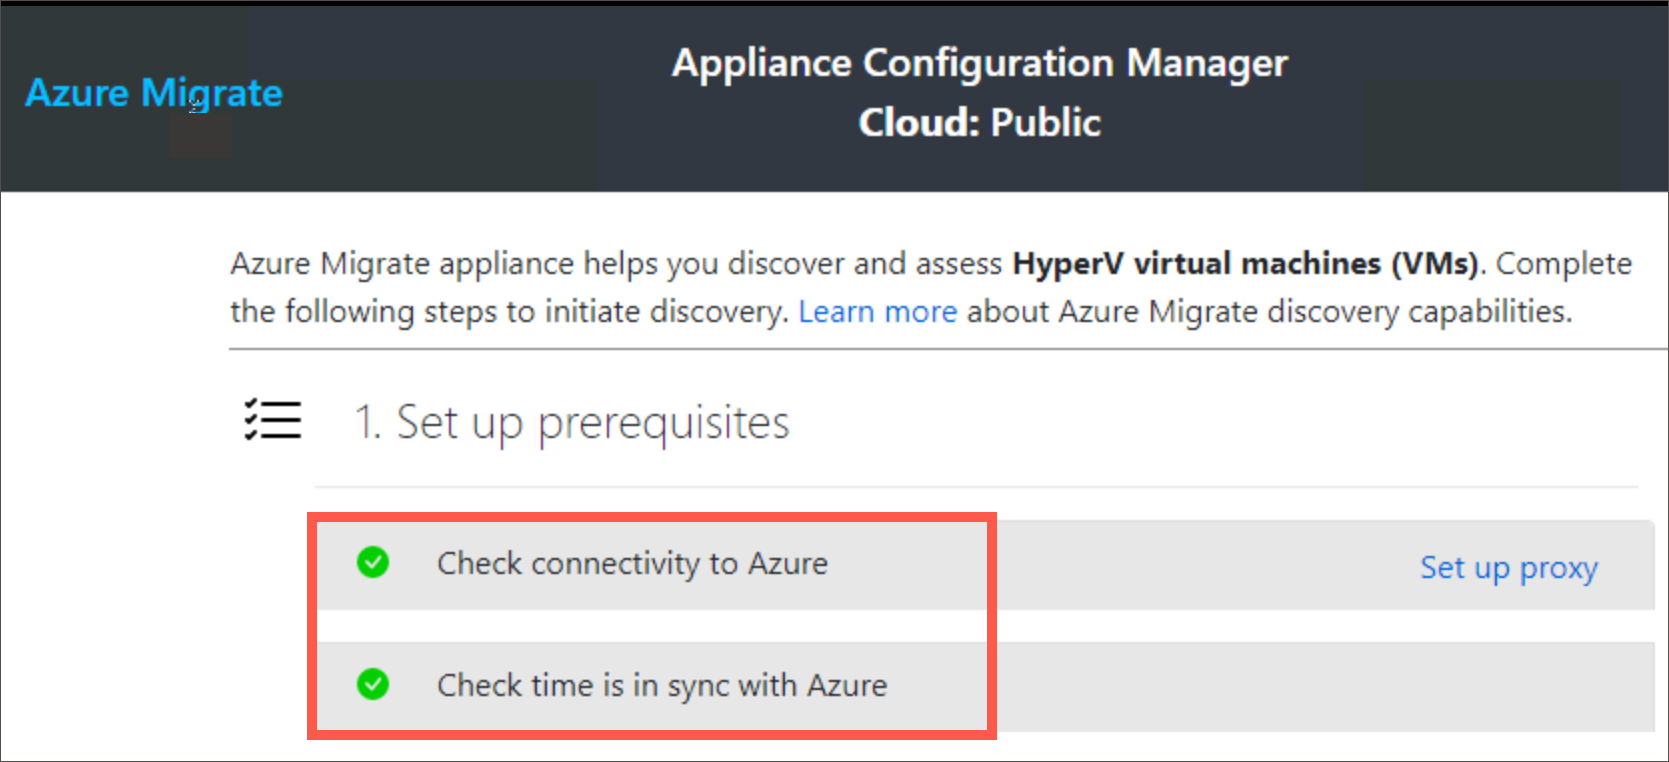 Azure Migrate
Appliance Configuration Manager
Cloud: Public
Azure Migrate appliance helps you discover and assess HyperV virtual machines (VMs). Complete
the following steps to initiate discovery. Learn more about Azure Migrate discovery capabilities.
1. Set up prerequisites
Check connectivity to Azure
Set up proxy
Check time is in sync with Azure